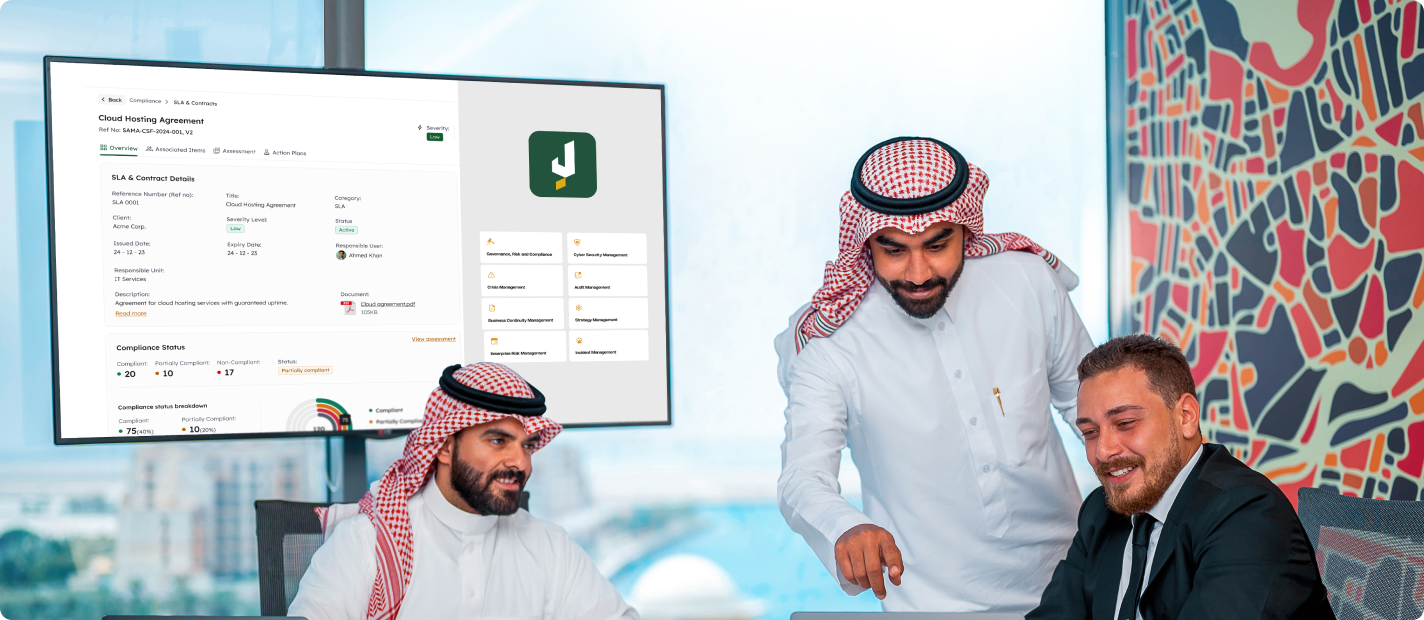 Back Compliance > SLA & Contracts
Cloud Hosting Agreement
Ref No: SAMA-CSF-2024-001, V2
Severity:
Low
Overview Associated Items Assessment Action Plans
SLA & Contract Details
Reference Number (Ref no): Title: Category:
SLA 0001 Cloud Hosting Agreement SLA
Client: Severity Level: Status
Acme Corp. Low Active
Issued Date: Expiry Date: Responsible User:
24 - 12 - 23 24 - 12 - 23 Ahmed Khan
Responsible Unit:
IT Services
Description: Document:
Agreement for cloud hosting services with guaranteed uptime. Cloud agreement.pdf
Read more 105KB
View assessment
Compliance Status
Compliant: Partially Compliant: Non-Compliant: Status:
20 10 17 Partially compliant
Compliance status breakdown
Compliant: Partially Compliant:
75(40%) 10(20%)
Compliant
Governance, Risk and Compliance Cyber Security Management
Crisis Management Audit Management
Business Continuity Management Strategy Management
Enterprise Risk Management Incident Management